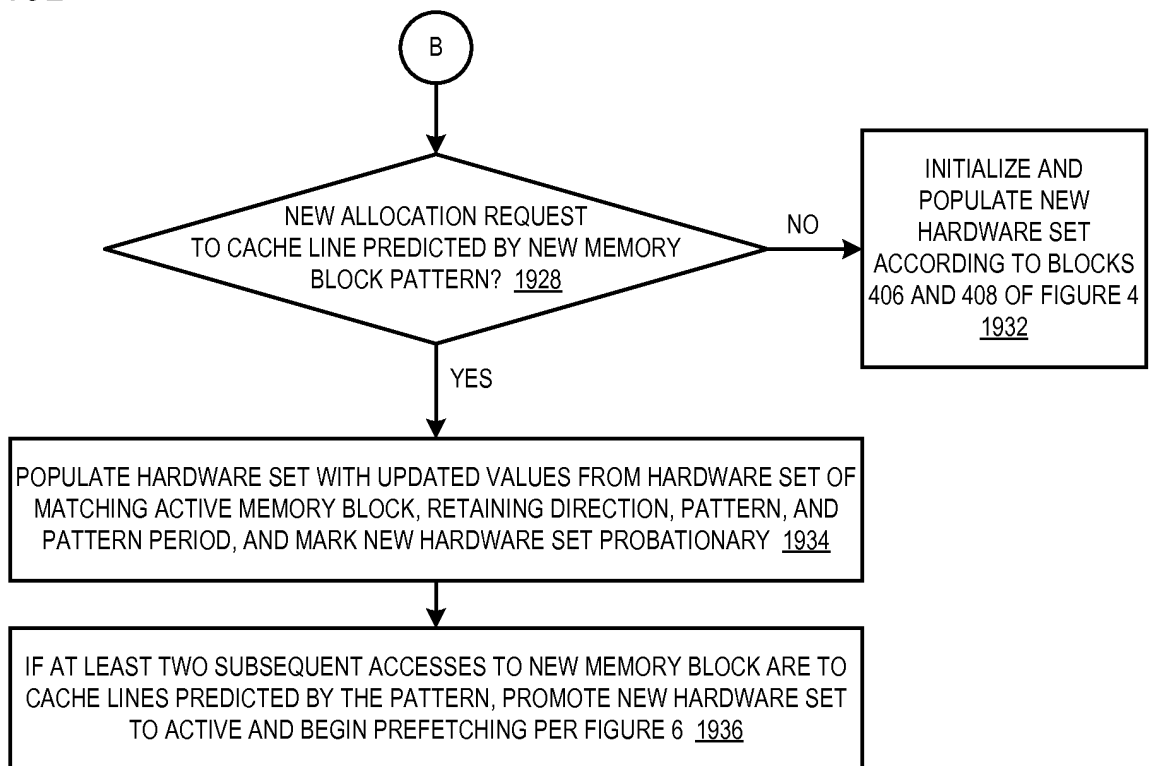 B
NEW ALLOCATION REQUEST
TO CACHE LINE PREDICTED BY NEW MEMORY
BLOCK PATTERN? 1928
NO
INITIALIZE AND
POPULATE NEW
HARDWARE SET
ACCORDING TO BLOCKS
406 AND 408 OF FIGURE 4
1932
YES
POPULATE HARDWARE SET WITH UPDATED VALUES FROM HARDWARE SET OF
MATCHING ACTIVE MEMORY BLOCK, RETAINING DIRECTION, PATTERN, AND
PATTERN PERIOD, AND MARK NEW HARDWARE SET PROBATIONARY 1934
IF AT LEAST TWO SUBSEQUENT ACCESSES TO NEW MEMORY BLOCK ARE TO
CACHE LINES PREDICTED BY THE PATTERN, PROMOTE NEW HARDWARE SET
TO ACTIVE AND BEGIN PREFETCHING PER FIGURE 6 1936